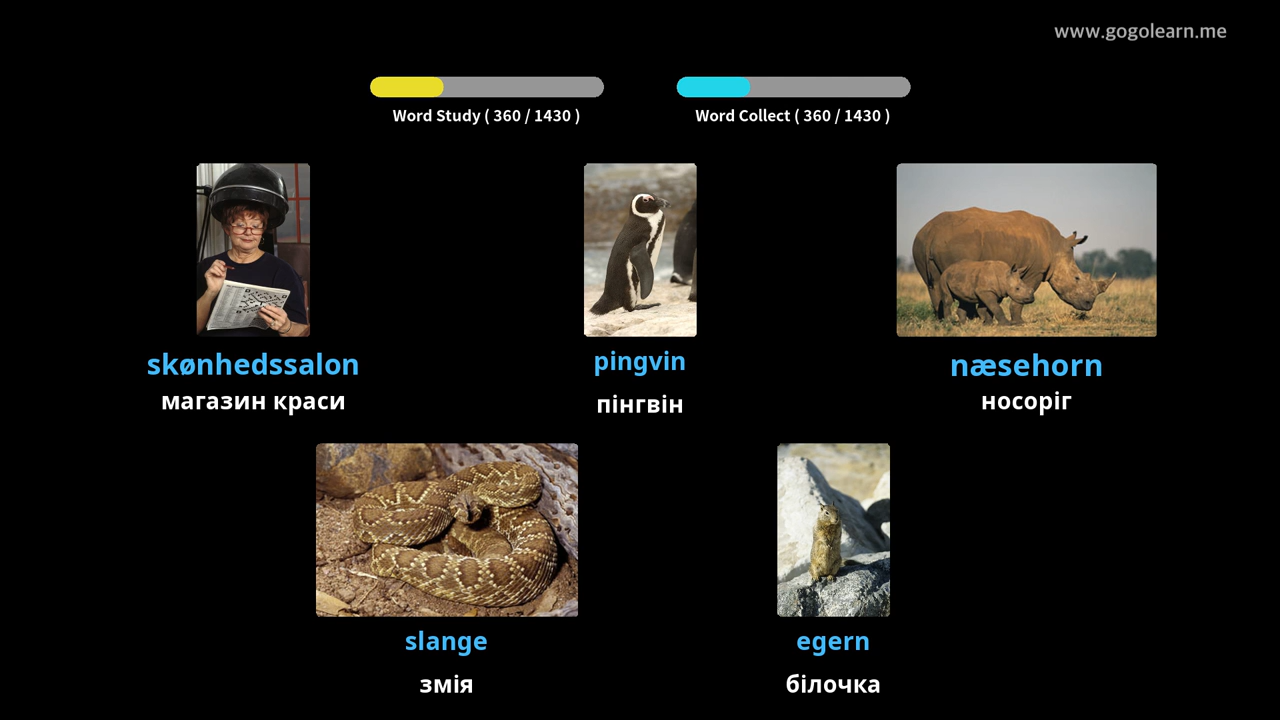 www.gogolearn.me
Word Study ( 360 / 1430 )
Word Collect ( 360 / 1430 )
skønhedssalon
pingvin
næsehorn
магазин краси
пінгвін
носоріг
slange
egern
змія
білочка